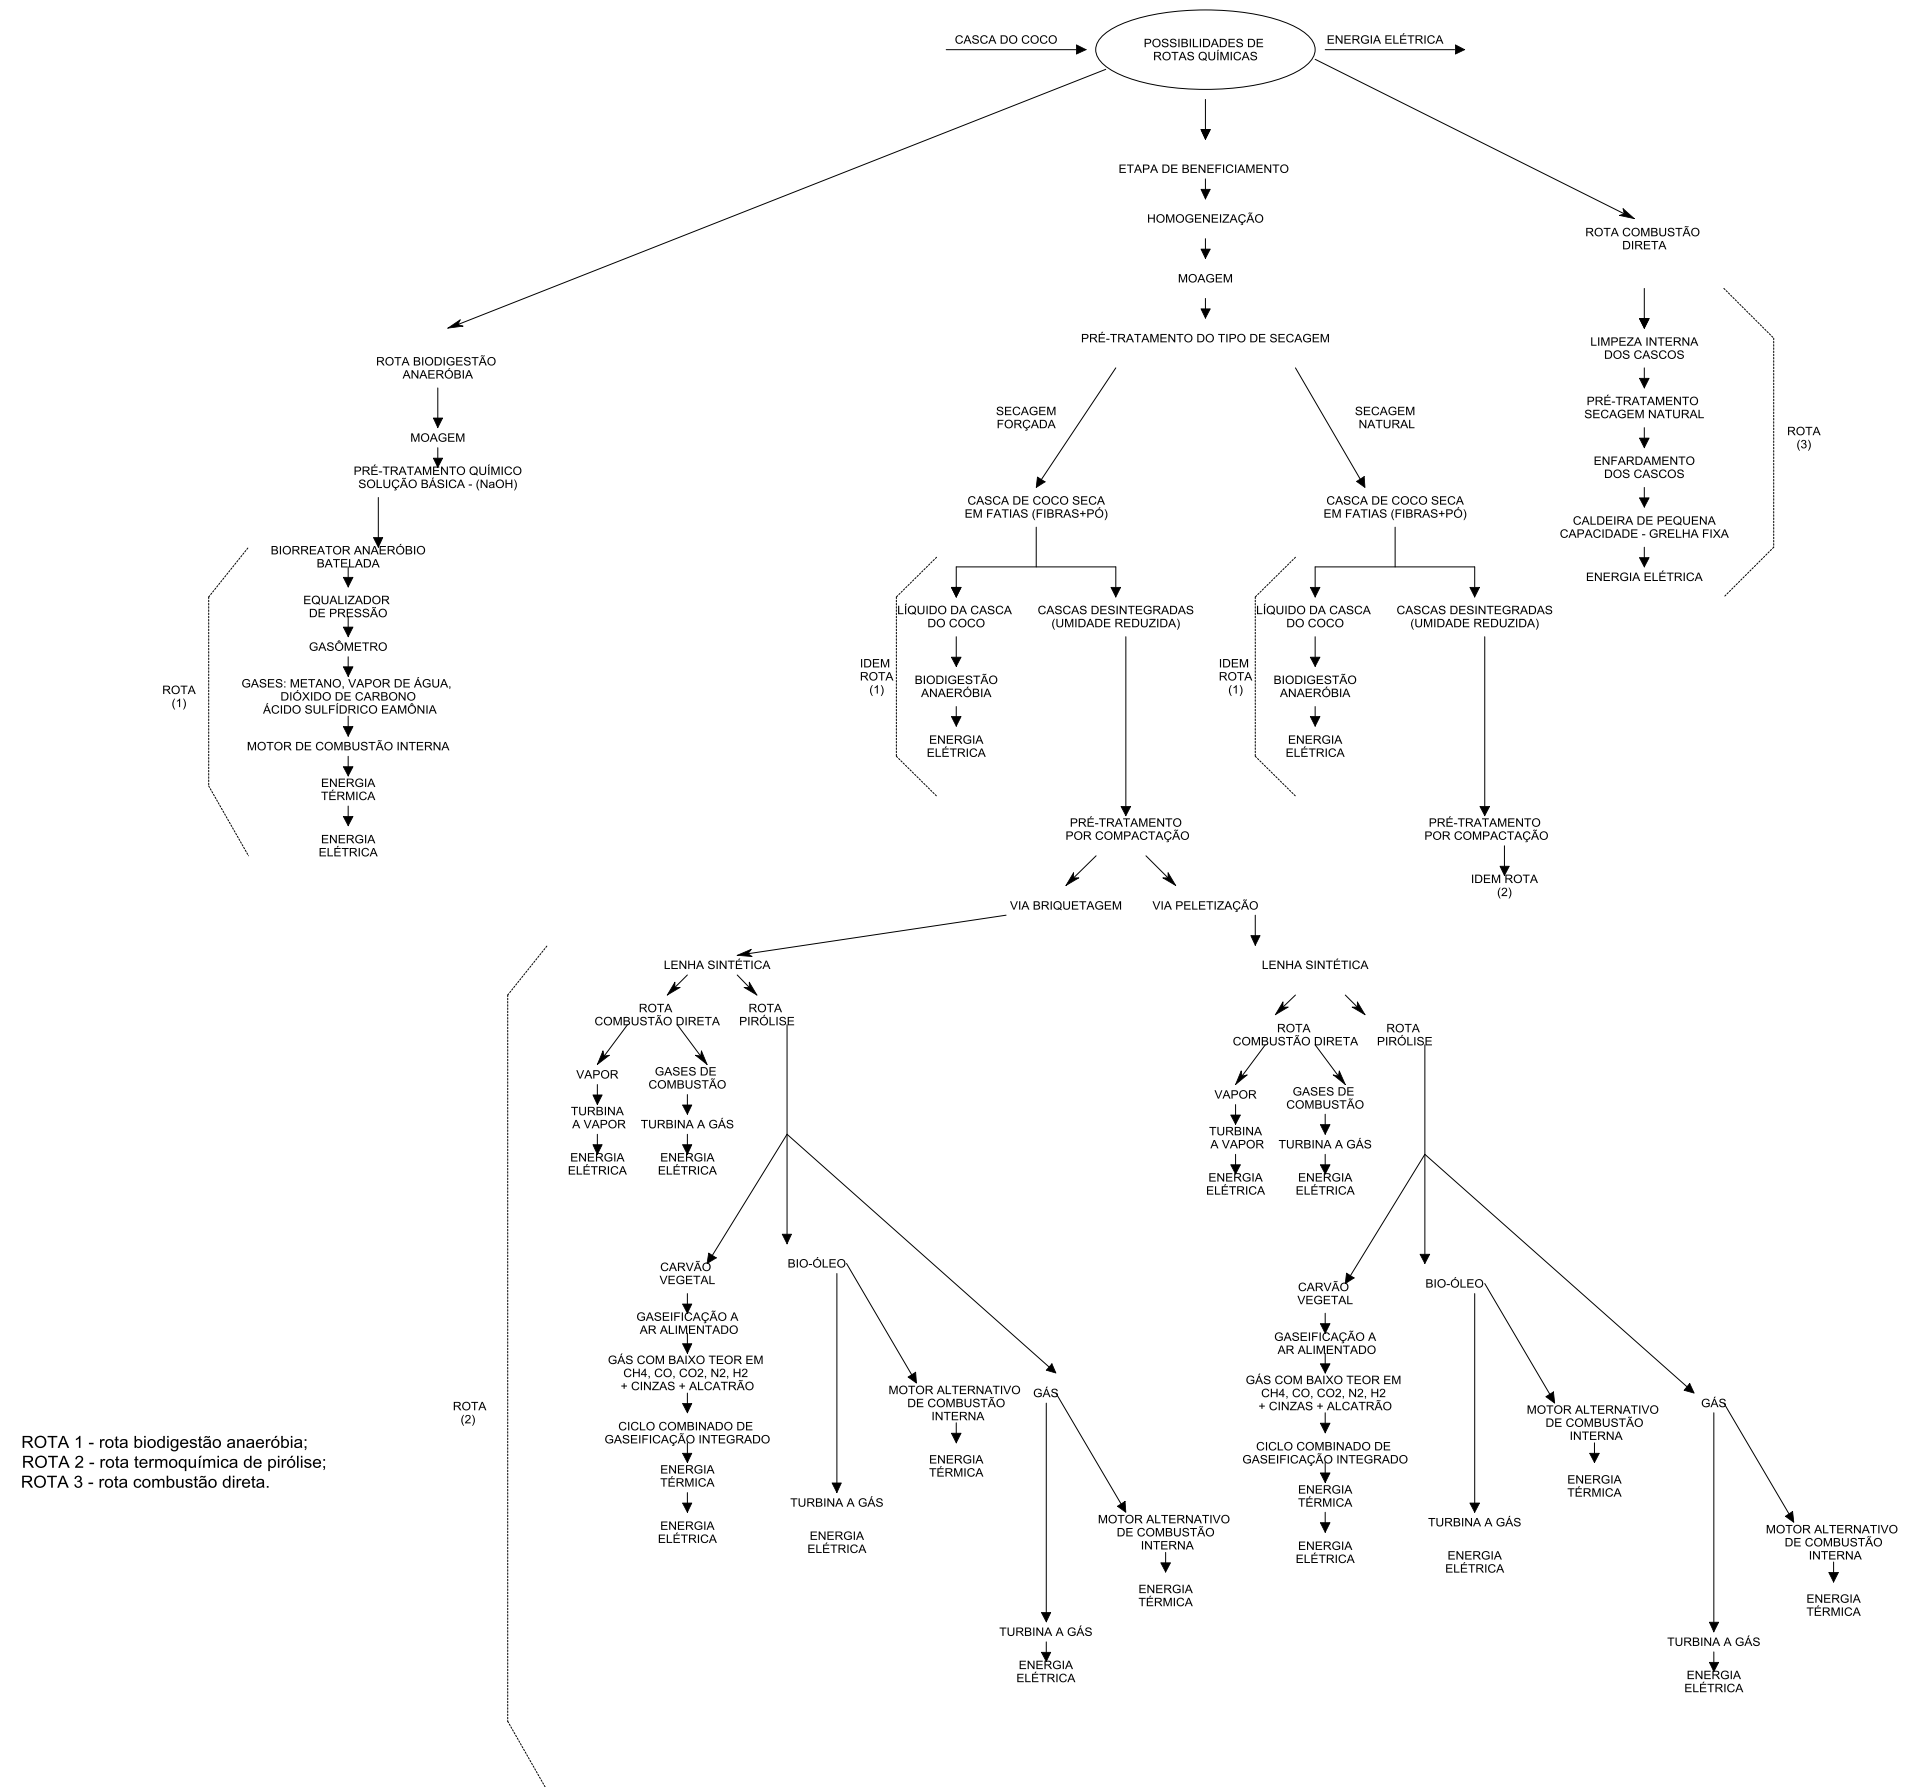 CASCA DO COCO
POSSIBILIDADES DE
ROTAS QUÍMICAS
ENERGIA ELÉTRICA
ETAPA DE BENEFICIAMENTO
HOMOGENEIZAÇÃO
MOAGEM
PRÉ-TRATAMENTO DO TIPO DE SECAGEM
ROTA COMBUSTÃO
DIRETA
LIMPEZA INTERNA
DOS CASCOS
PRÉ-TRATAMENTO
SECAGEM NATURAL
ENFARDAMENTO
DOS CASCOS
CALDEIRA DE PEQUENA
CAPACIDADE - GRELHA FIXA
ENERGIA ELÉTRICA
ROTA
(3)
ROTA BIODIGESTÃO
ANAERÓBIA
MOAGEM
PRÉ-TRATAMENTO QUÍMICO
SOLUÇÃO BÁSICA - (NaOH)
BIORREATOR ANAERÓBIO
BATELADA
EQUALIZADOR
DE PRESSÃO
GASÔMETRO
GASES: METANO, VAPOR DE ÁGUA,
DIÓXIDO DE CARBONO
ÁCIDO SULFÍDRICO EAMÔNIA
MOTOR DE COMBUSTÃO INTERNA
ENERGIA
TÉRMICA
ENERGIA
ELÉTRICA
ROTA
(1)
SECAGEM
FORÇADA
CASCA DE COCO SECA
EM FATIAS (FIBRAS+PÓ)
LÍQUIDO DA CASCA
DO COCO
BIODIGESTÃO
ANAERÓBIA
ENERGIA
ELÉTRICA
IDEM
ROTA
(1)
CASCAS DESINTEGRADAS
(UMIDADE REDUZIDA)
PRÉ-TRATAMENTO
POR COMPACTAÇÃO
SECAGEM
NATURAL
CASCA DE COCO SECA
EM FATIAS (FIBRAS+PÓ)
LÍQUIDO DA CASCA
DO COCO
BIODIGESTÃO
ANAERÓBIA
ENERGIA
ELÉTRICA
IDEM
ROTA
(1)
CASCAS DESINTEGRADAS
(UMIDADE REDUZIDA)
PRÉ-TRATAMENTO
POR COMPACTAÇÃO
IDEM ROTA
(2)
VIA BRIQUETAGEM
VIA PELETIZAÇÃO
LENHA SINTÉTICA
ROTA
COMBUSTÃO DIRETA
ROTA
PIRÓLISE
VAPOR
TURBINA
A VAPOR
ENERGIA
ELÉTRICA
GASES DE
COMBUSTÃO
TURBINA A GÁS
ENERGIA
ELÉTRICA
CARVÃO
VEGETAL
GASEIFICAÇÃO A
AR ALIMENTADO
GÁS COM BAIXO TEOR EM
CH4, CO, CO2, N2, H2
+ CINZAS + ALCATRÃO
CICLO COMBINADO DE
GASEIFICAÇÃO INTEGRADO
ENERGIA
TÉRMICA
ENERGIA
ELÉTRICA
BIO-ÓLEO
TURBINA A GÁS
ENERGIA
ELÉTRICA
MOTOR ALTERNATIVO
DE COMBUSTÃO
INTERNA
ENERGIA
TÉRMICA
GÁS
TURBINA A GÁS
ENERGIA
ELÉTRICA
MOTOR ALTERNATIVO
DE COMBUSTÃO
INTERNA
ENERGIA
TÉRMICA
LENHA SINTÉTICA
ROTA
COMBUSTÃO DIRETA
ROTA
PIRÓLISE
VAPOR
TURBINA
A VAPOR
ENERGIA
ELÉTRICA
GASES DE
COMBUSTÃO
TURBINA A GÁS
ENERGIA
ELÉTRICA
CARVÃO
VEGETAL
GASEIFICAÇÃO A
AR ALIMENTADO
GÁS COM BAIXO TEOR EM
CH4, CO, CO2, N2, H2
+ CINZAS + ALCATRÃO
CICLO COMBINADO DE
GASEIFICAÇÃO INTEGRADO
ENERGIA
TÉRMICA
ENERGIA
ELÉTRICA
BIO-ÓLEO
TURBINA A GÁS
ENERGIA
ELÉTRICA
MOTOR ALTERNATIVO
DE COMBUSTÃO
INTERNA
ENERGIA
TÉRMICA
GÁS
TURBINA A GÁS
ENERGIA
ELÉTRICA
MOTOR ALTERNATIVO
DE COMBUSTÃO
INTERNA
ENERGIA
TÉRMICA
ROTA
(2)
ROTA 1 - rota biodigestão anaeróbia;
ROTA 2 - rota termoquímica de pirólise;
ROTA 3 - rota combustão direta.